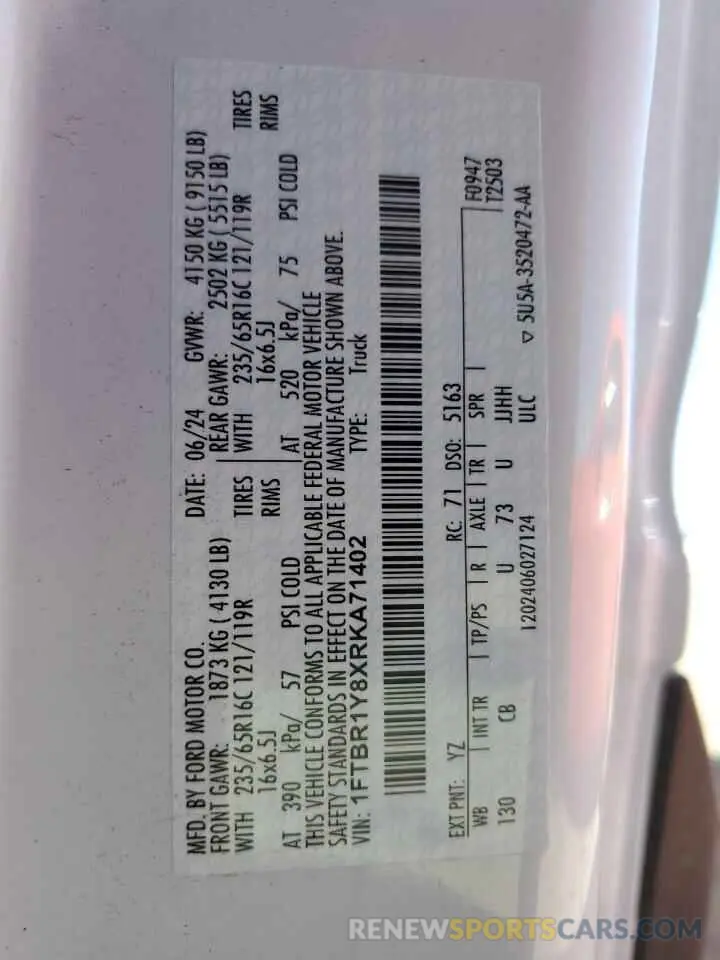 MFD. BY FORD MOTOR CO.
DATE: 06/24 GVWR: 4150 KG ( 9150 LB)
FRONT GAWR: 1873 KG ( 4130 LB)
REAR GAWR: 2502 KG ( 5515 LB)
WITH 235/65R16C 121/119R TIRES
WITH 235/65R16C 121/119R TIRES
16x6.5J RIMS
16x6.5J RIMS
AT 390 kPa/ 57 PSI COLD
AT 520 kPa/ 75 PSI COLD
THIS VEHICLE CONFORMS TO ALL APPLICABLE FEDERAL MOTOR VEHICLE
SAFETY STANDARDS IN EFFECT ON THE DATE OF MANUFACTURE SHOWN ABOVE.
VIN: 1FTBR1Y8XRKA71402 TYPE: Truck
EXT PNT: YZ RC: 71 DSO: 5163
WB INT TR TP/PS R AXLE TR SPR F0947
T2503
130 CB U 73 U JJHH
1202406027124 ULC
▽ 5U5A-3520472-AA
RENEWSPORTSCARS.COM